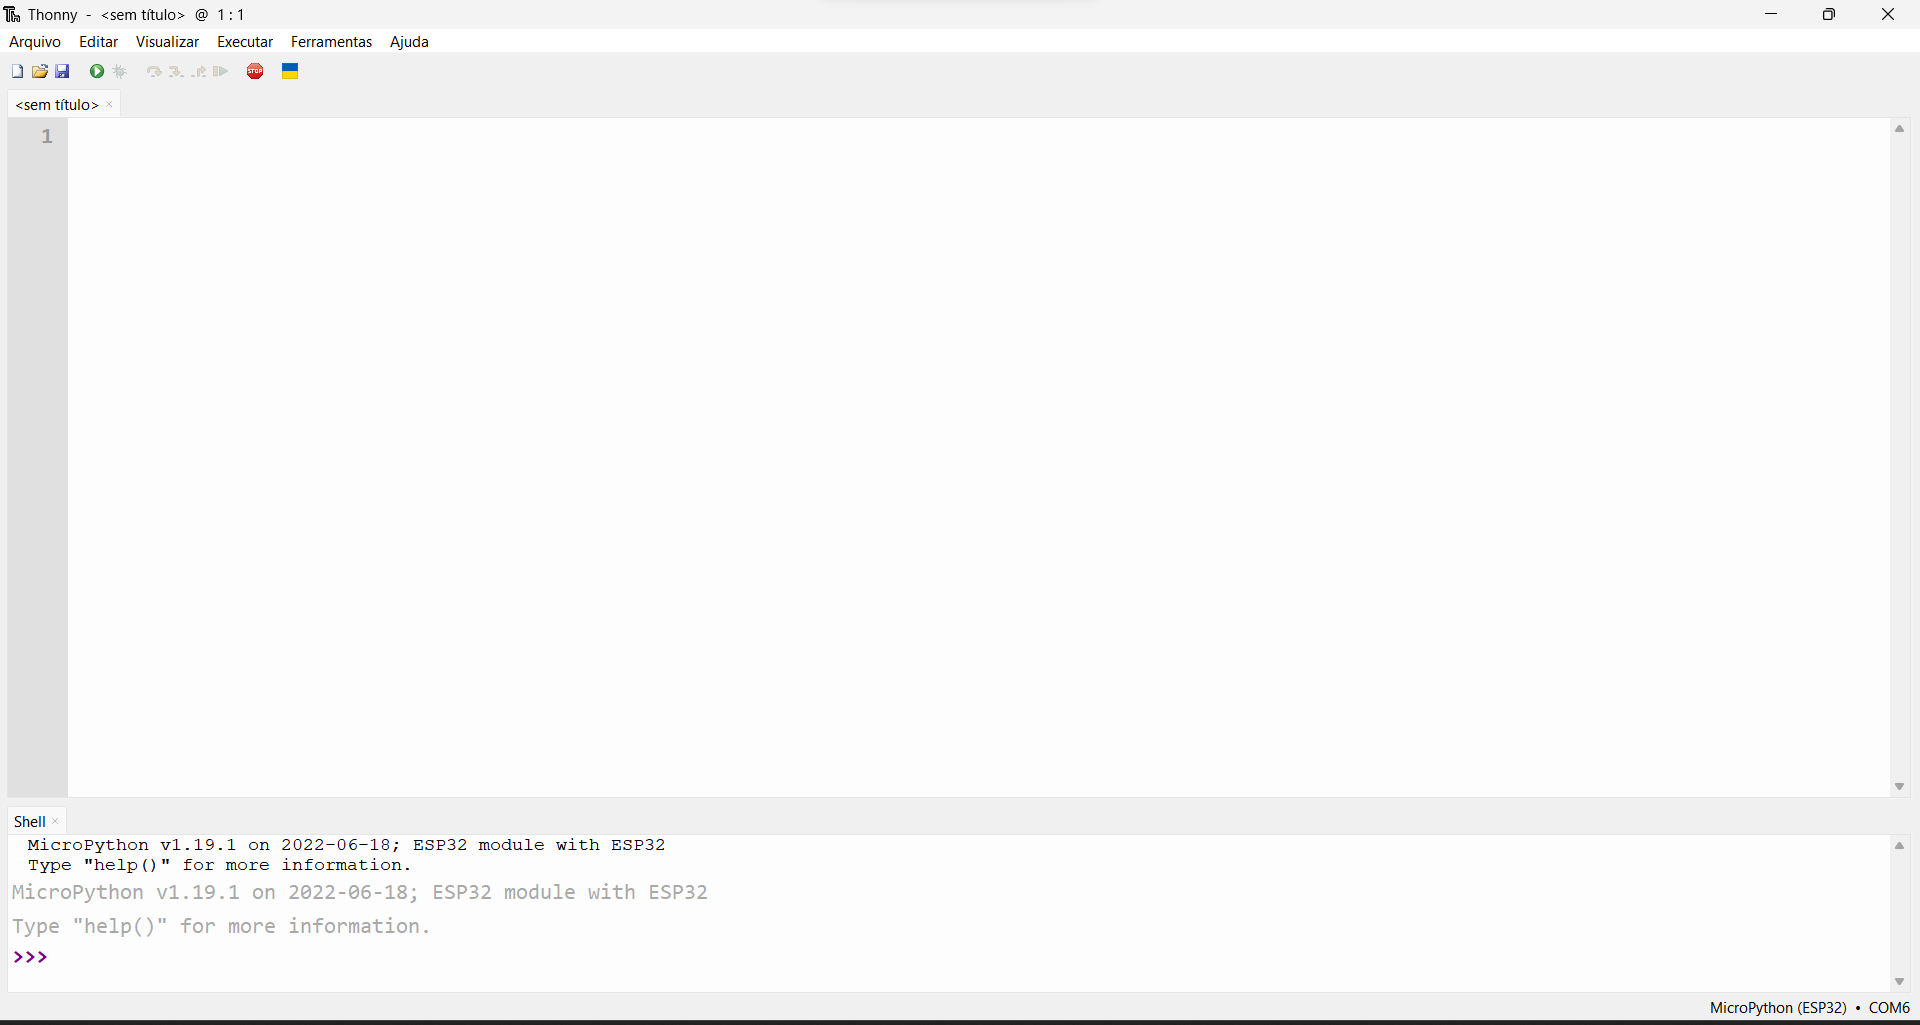 Thonny - <sem título> @ 1:1
Arquivo Editar Visualizar Executar Ferramentas Ajuda
STOP
<sem título> ×
1
Shell ×
MicroPython v1.19.1 on 2022-06-18; ESP32 module with ESP32
Type "help()" for more information.
MicroPython v1.19.1 on 2022-06-18; ESP32 module with ESP32
Type "help()" for more information.
>>>
MicroPython (ESP32) • COM6